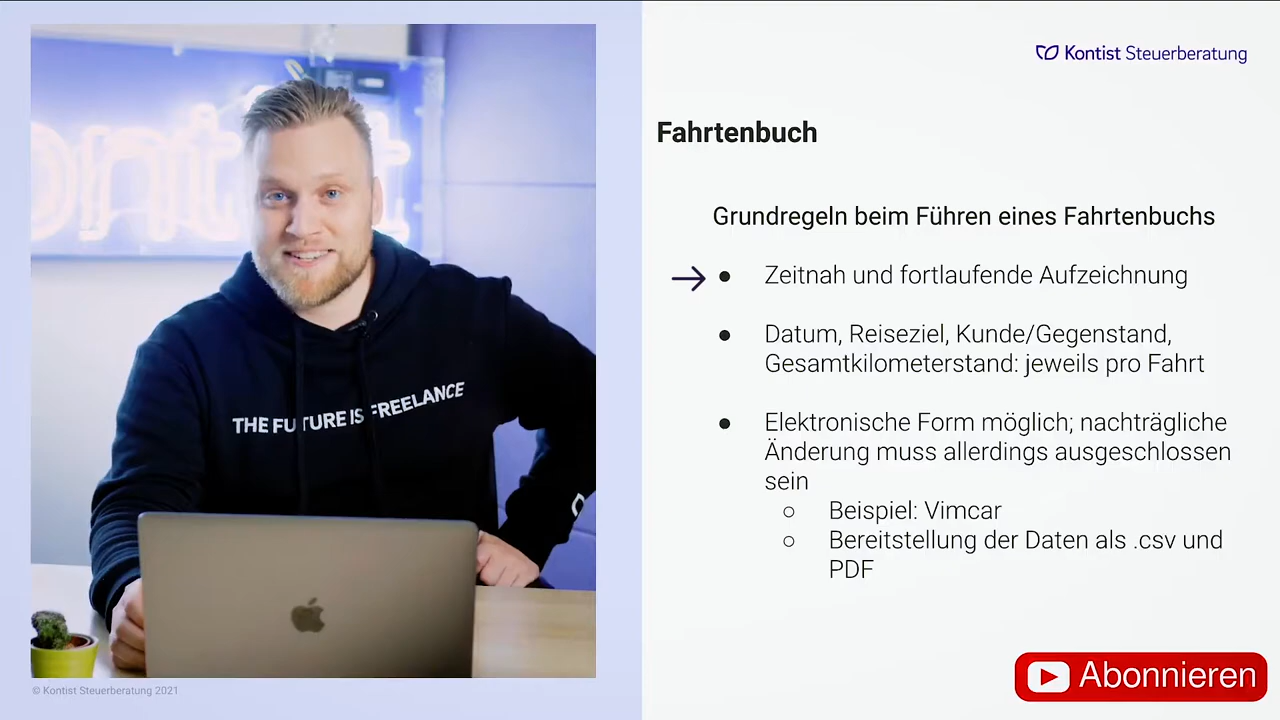 Kontist Steuerberatung
Fahrtenbuch
Grundregeln beim Führen eines Fahrtenbuchs
→ ● Zeitnah und fortlaufende Aufzeichnung
● Datum, Reiseziel, Kunde/Gegenstand,
Gesamtkilometerstand: jeweils pro Fahrt
● Elektronische Form möglich; nachträgliche
Änderung muss allerdings ausgeschlossen
sein
○ Beispiel: Vimcar
○ Bereitstellung der Daten als .csv und
PDF
THE FUTURE IS FREELANCE
© Kontist Steuerberatung 2021
Abonnieren